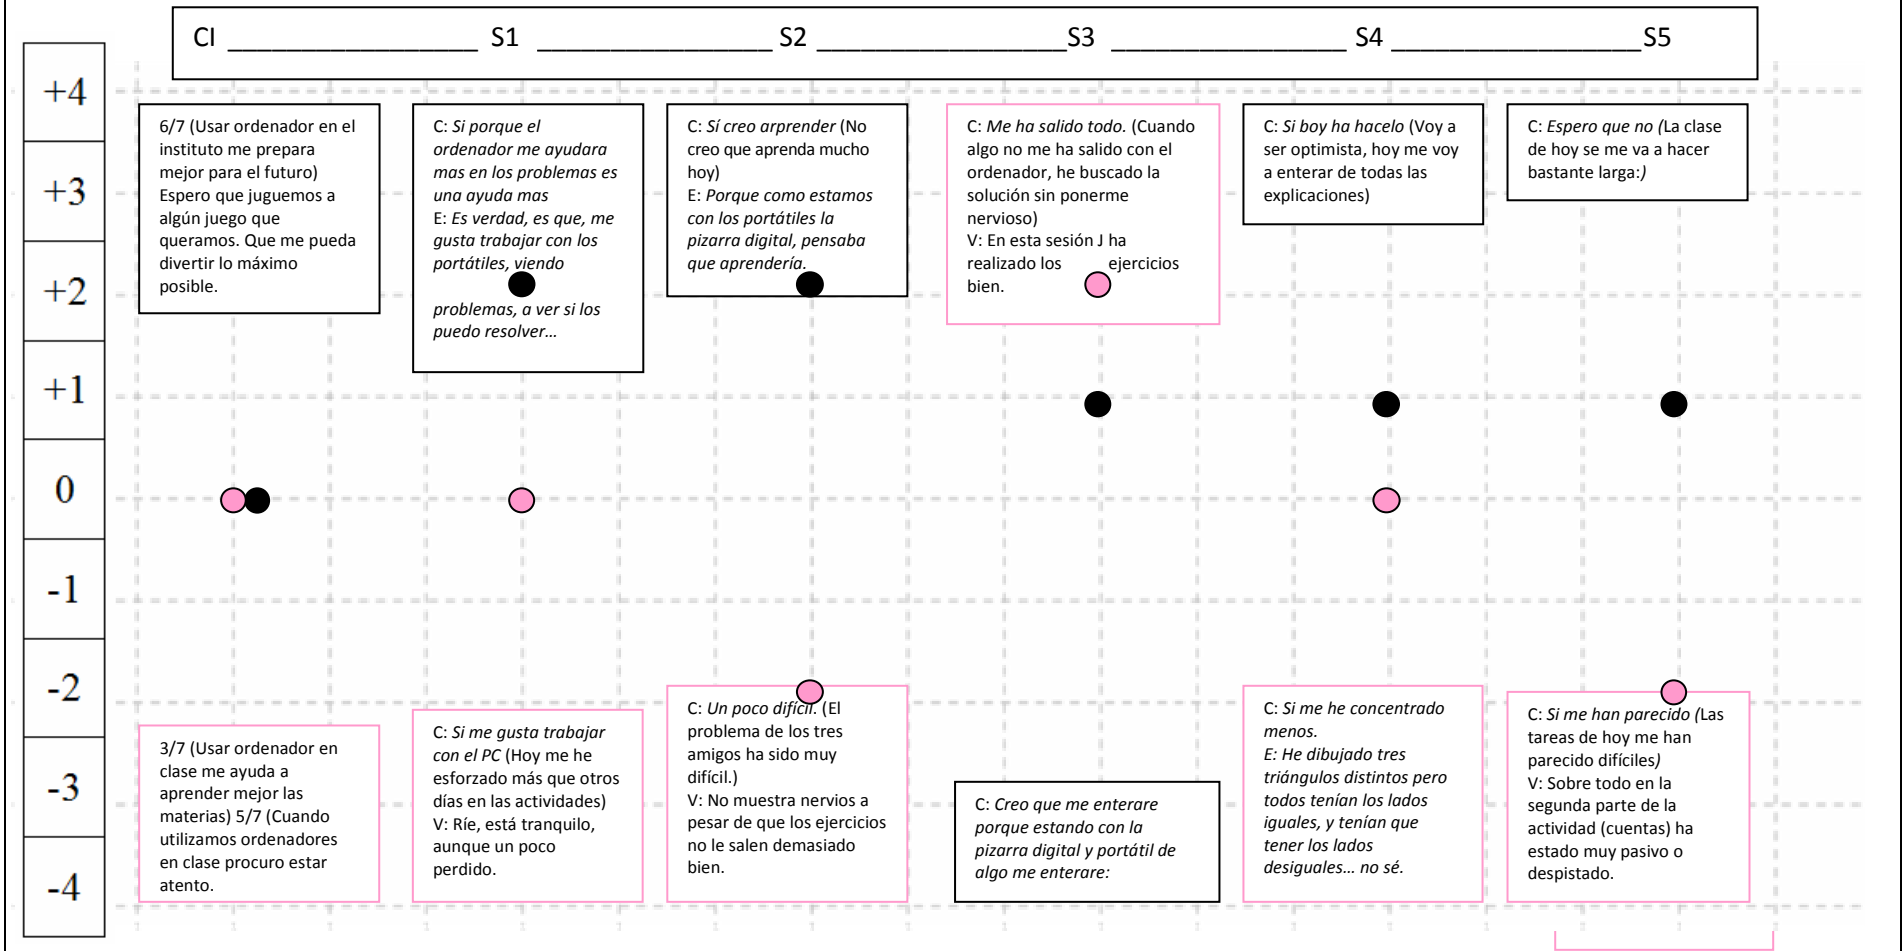 CI ___________________ S1 __________________ S2 ___________________S3 __________________ S4 ___________________S5
+4
+3
+2
+1
0
-1
-2
-3
-4
6/7 (Usar ordenador en el
instituto me prepara
mejor para el futuro)
Espero que juguemos a
algún juego que
queramos. Que me pueda
divertir lo máximo
posible.
C: Si porque el
ordenador me ayudara
mas en los problemas es
una ayuda mas
E: Es verdad, es que, me
gusta trabajar con los
portátiles, viendo
problemas, a ver si los
puedo resolver…
C: Sí creo arprender (No
creo que aprenda mucho
hoy)
E: Porque como estamos
con los portátiles la
pizarra digital, pensaba
que aprendería.
C: Me ha salido todo. (Cuando
algo no me ha salido con el
ordenador, he buscado la
solución sin ponerme
nervioso)
V: En esta sesión J ha
realizado los ejercicios
bien.
C: Si boy ha hacelo (Voy a
ser optimista, hoy me voy
a enterar de todas las
explicaciones)
C: Espero que no (La clase
de hoy se me va a hacer
bastante larga:)
3/7 (Usar ordenador en
clase me ayuda a
aprender mejor las
materias) 5/7 (Cuando
utilizamos ordenadores
en clase procuro estar
atento.
C: Si me gusta trabajar
con el PC (Hoy me he
esforzado más que otros
días en las actividades)
V: Ríe, está tranquilo,
aunque un poco
perdido.
C: Un poco difícil. (El
problema de los tres
amigos ha sido muy
difícil.)
V: No muestra nervios a
pesar de que los ejercicios
no le salen demasiado
bien.
C: Creo que me enterare
porque estando con la
pizarra digital y portátil de
algo me enterare:
C: Si me he concentrado
menos.
E: He dibujado tres
triángulos distintos pero
todos tenían los lados
iguales, y tenían que
tener los lados
desiguales… no sé.
C: Si me han parecido (Las
tareas de hoy me han
parecido difíciles)
V: Sobre todo en la
segunda parte de la
actividad (cuentas) ha
estado muy pasivo o
despistado.